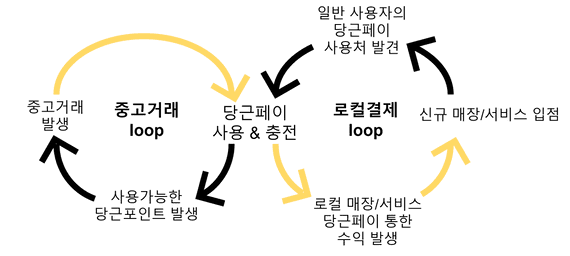 일반 사용자의
당근페이
사용처 발견
중고거래
발생
중고거래
loop
당근페이
사용 & 충전
로컬결제
loop
신규 매장/서비스 입점
사용가능한
당근포인트 발생
로컬 매장/서비스
당근페이 통한
수익 발생